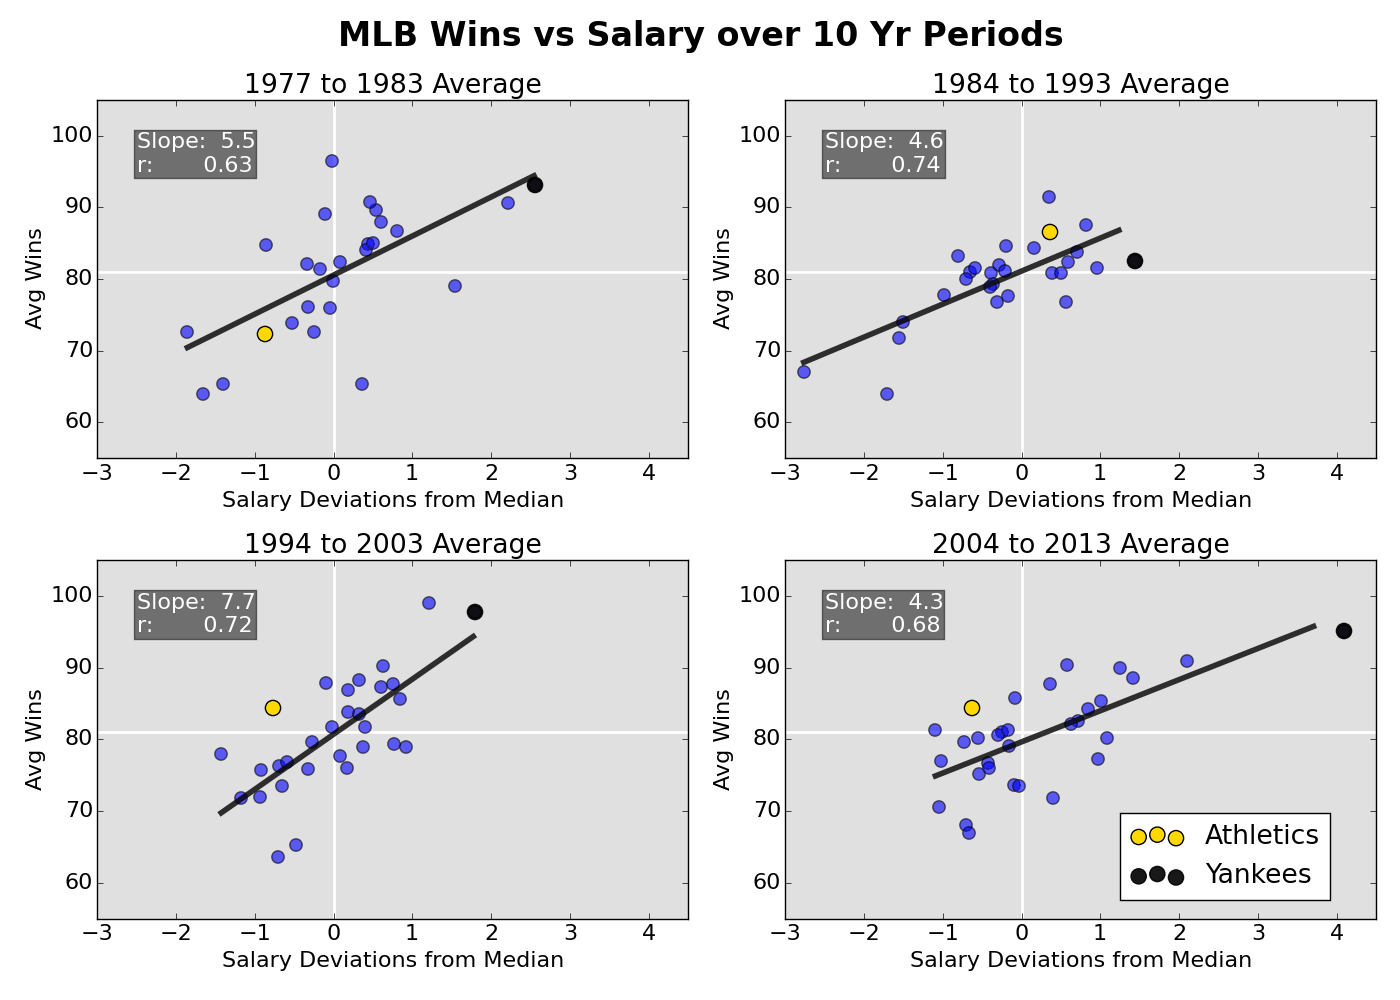 MLB Wins vs Salary over 10 Yr Periods
1977 to 1983 Average
Slope: 5.5
r: 0.63
100
90
80
70
60
Avg Wins
−3 −2 −1 0 1 2 3 4
Salary Deviations from Median
1984 to 1993 Average
Slope: 4.6
r: 0.74
100
90
80
70
60
Avg Wins
−3 −2 −1 0 1 2 3 4
Salary Deviations from Median
1994 to 2003 Average
Slope: 7.7
r: 0.72
100
90
80
70
60
Avg Wins
−3 −2 −1 0 1 2 3 4
Salary Deviations from Median
2004 to 2013 Average
Slope: 4.3
r: 0.68
100
90
80
70
60
Avg Wins
Athletics
Yankees
−3 −2 −1 0 1 2 3 4
Salary Deviations from Median